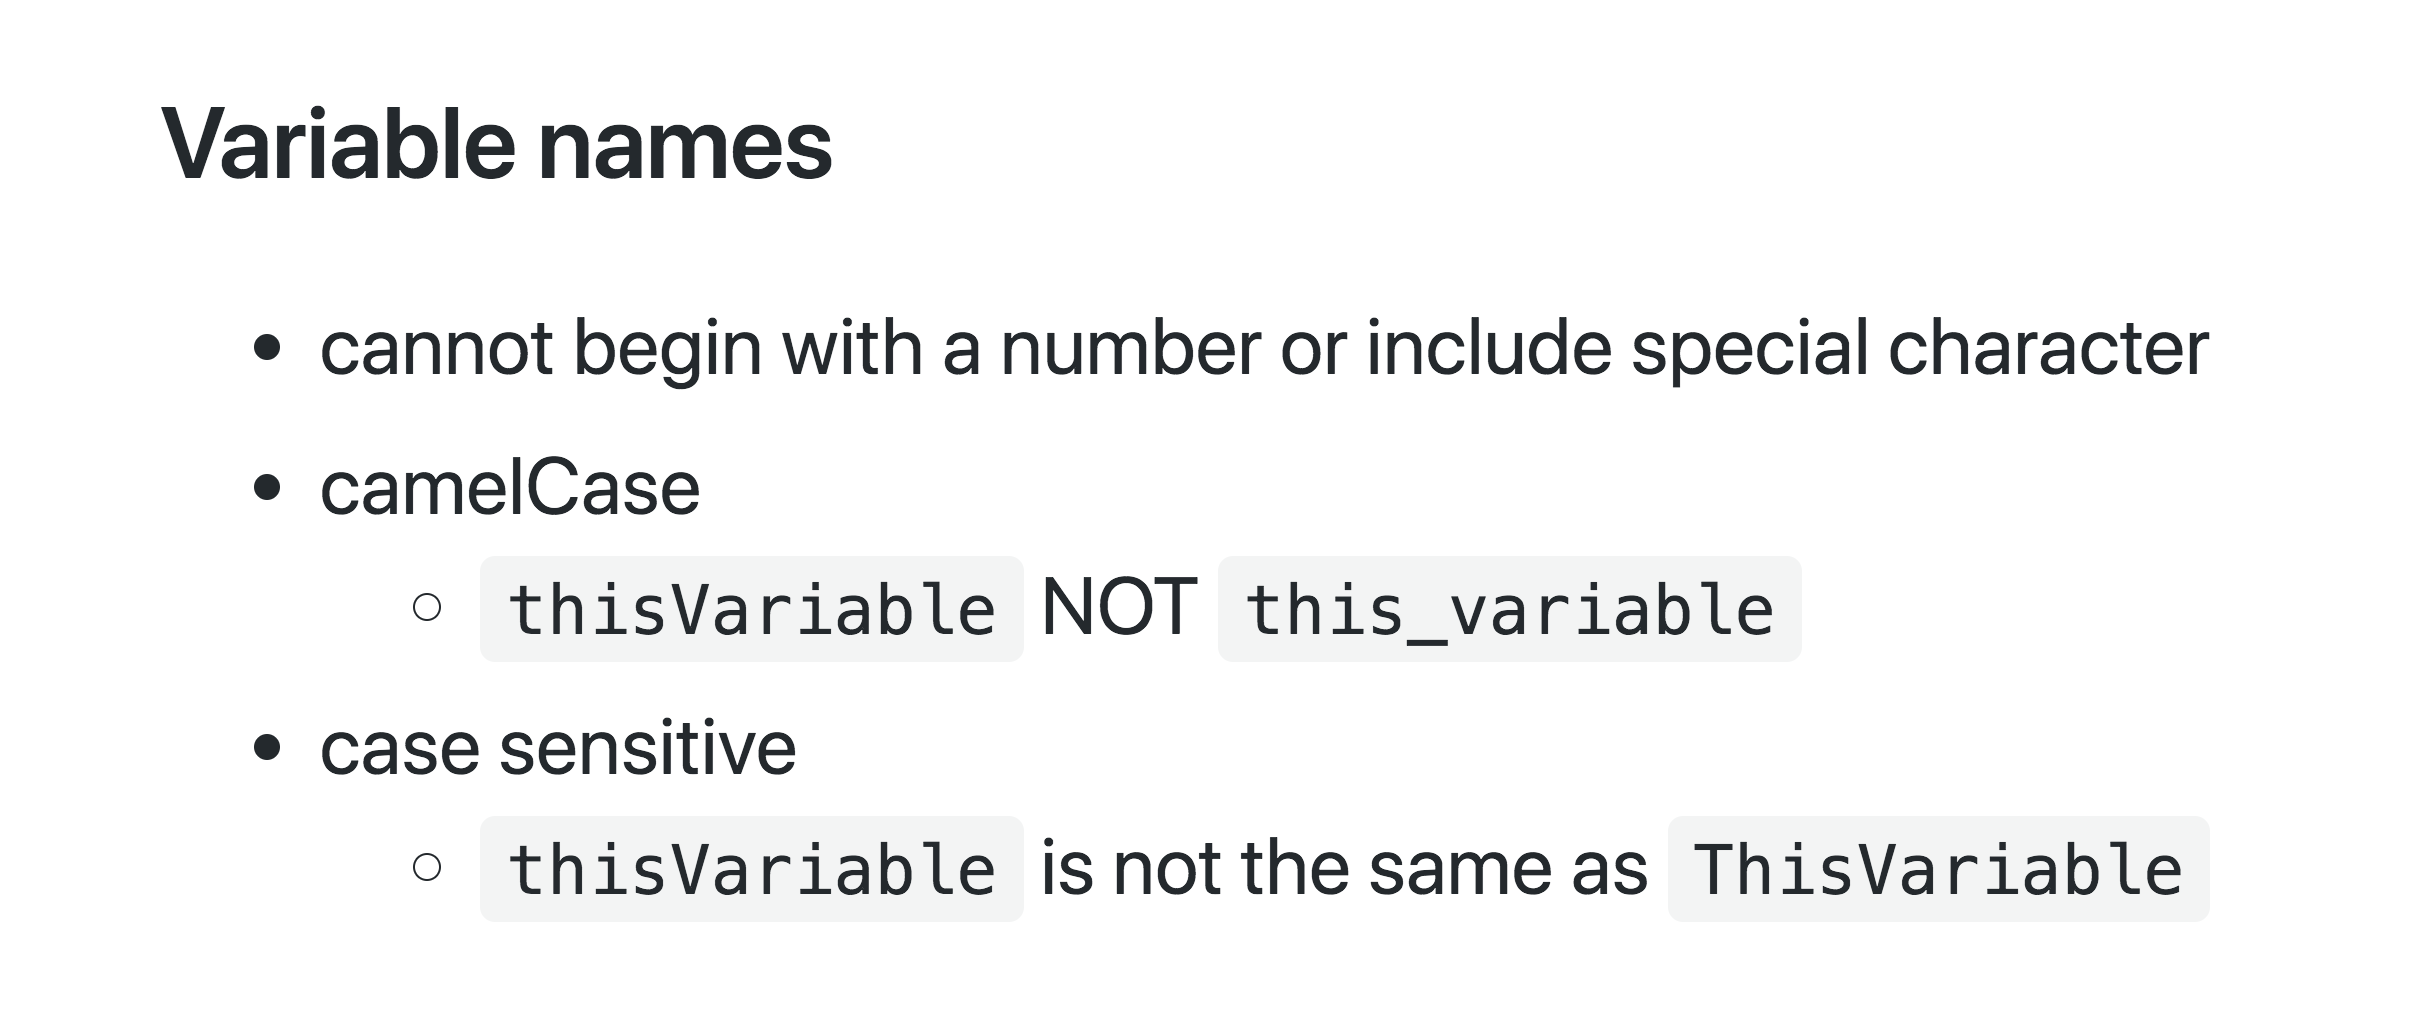 Variable names
cannot begin with a number or include special character
camelCase
thisVariable NOT this_variable
case sensitive
thisVariable is not the same as ThisVariable